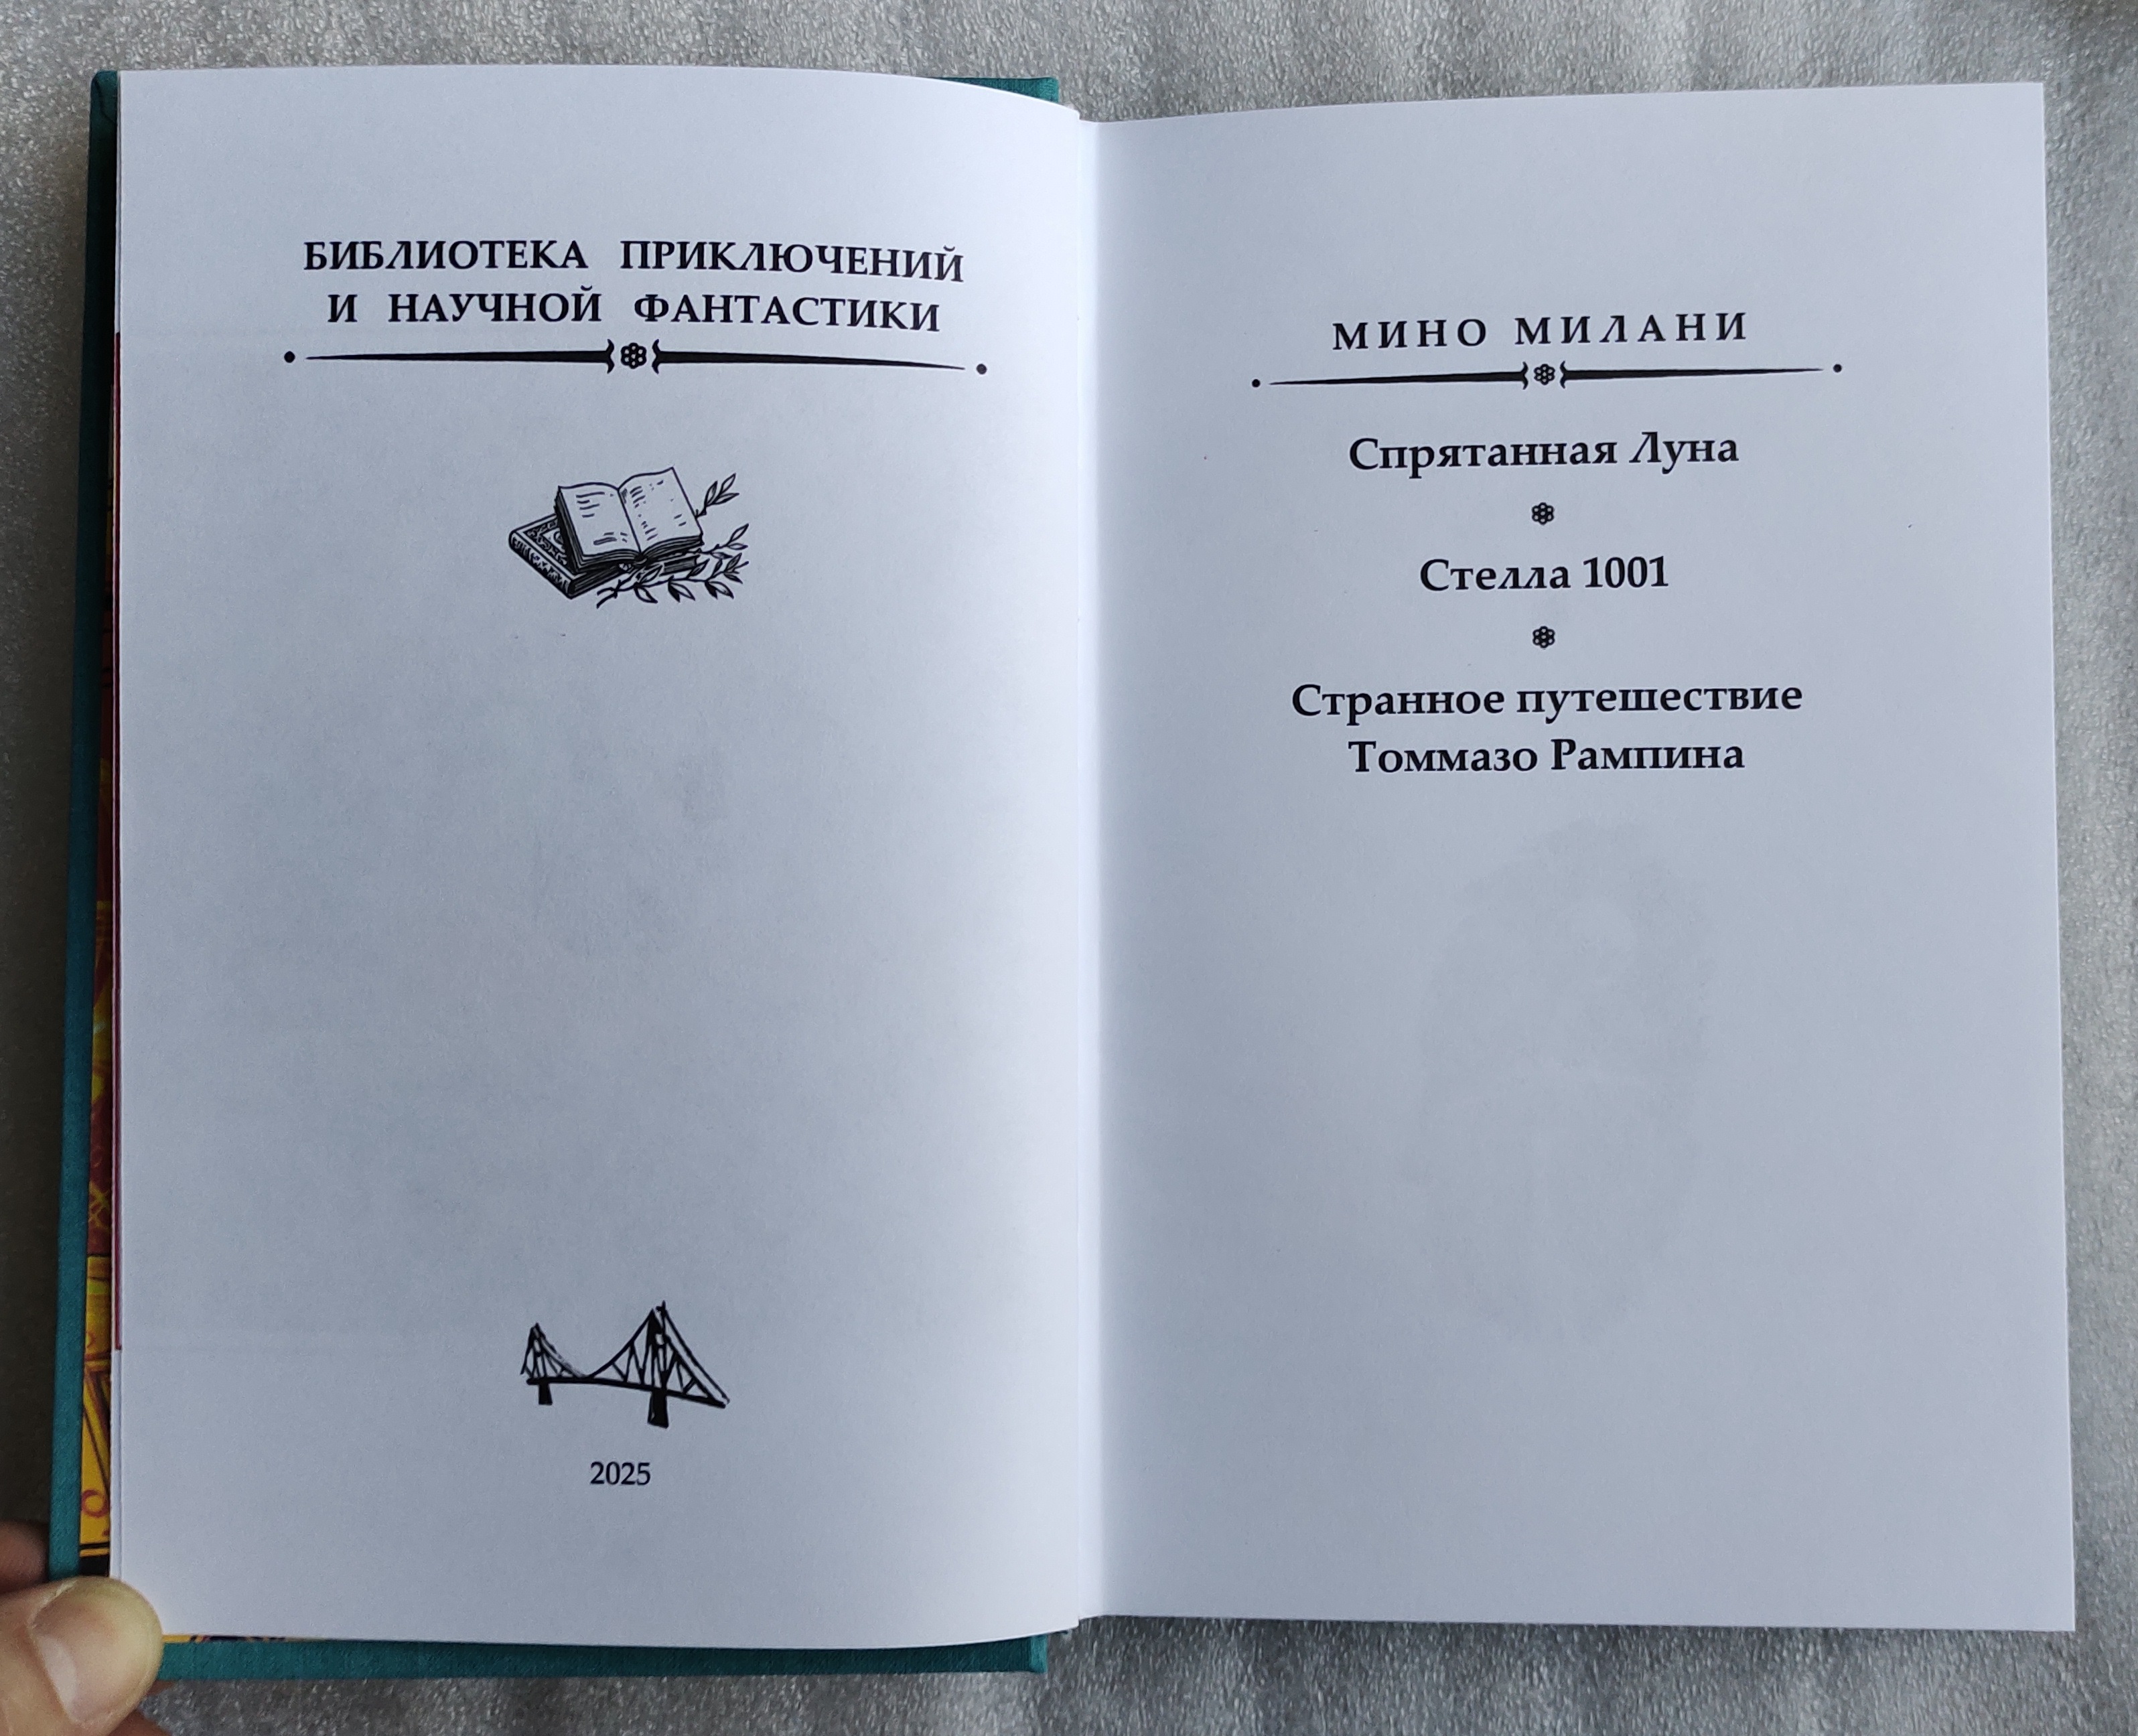 БИБЛИОТЕКА ПРИКЛЮЧЕНИЙ
И НАУЧНОЙ ФАНТАСТИКИ
2025
МИНО МИЛАНИ
Спрятанная Луна
Стелла 1001
Странное путешествие
Томмазо Рампина